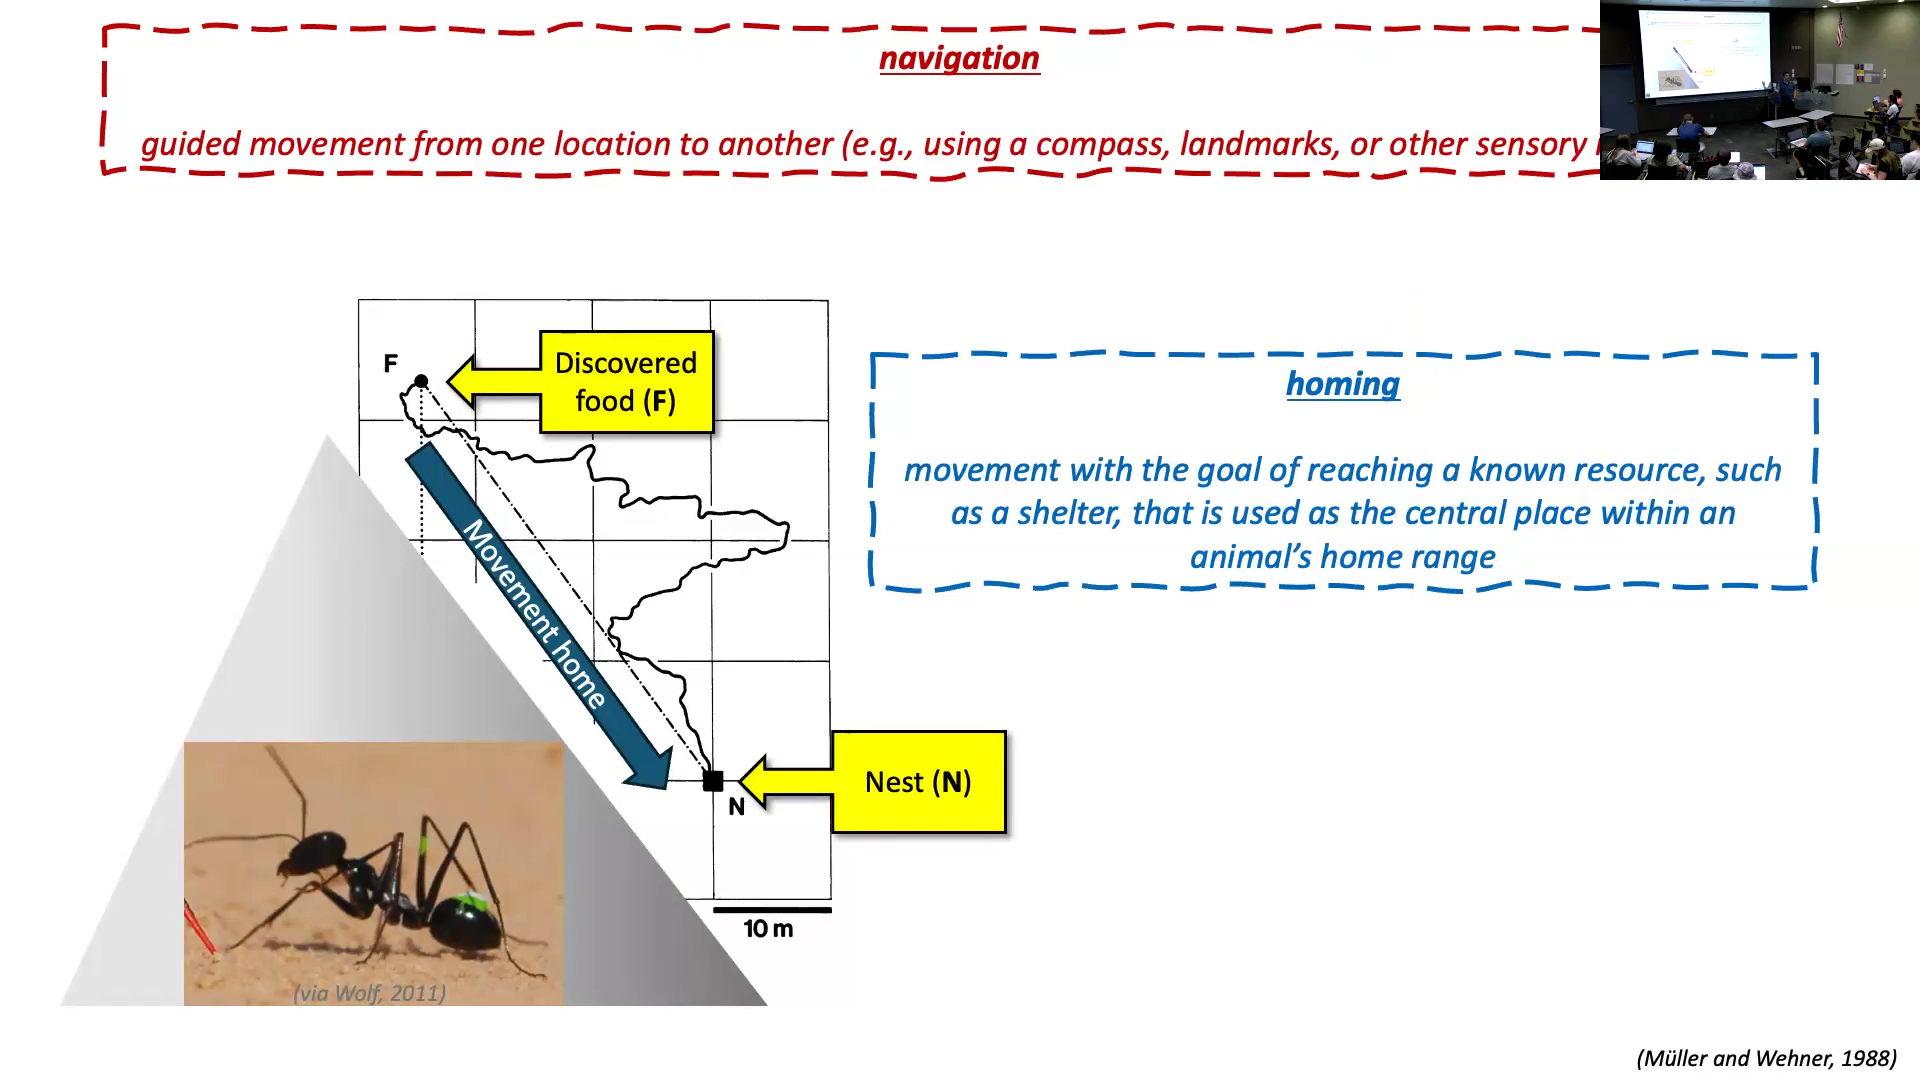 navigation
guided movement from one location to another (e.g., using a compass, landmarks, or other sensory
F
Discovered
food (F)
homing
movement with the goal of reaching a known resource, such
as a shelter, that is used as the central place within an
animal's home range
Movement home
Nest (N)
N
10 m
(via Wolf, 2011)
(Müller and Wehner, 1988)